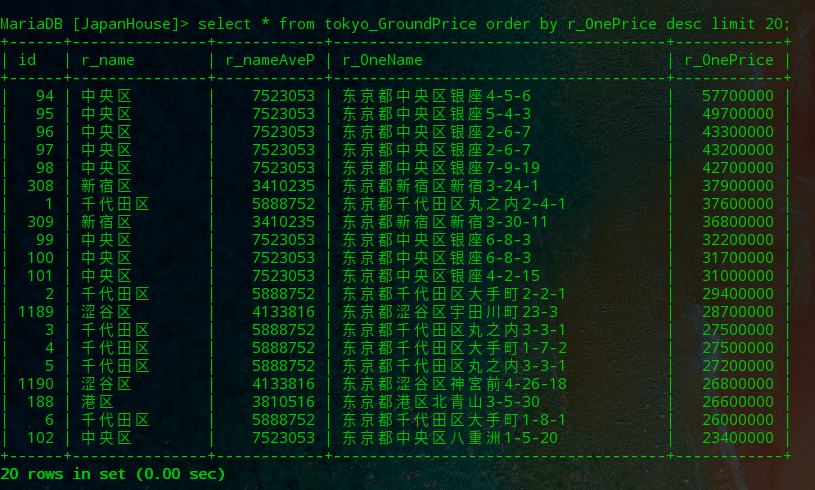 MariaDB [JapanHouse]> select * from tokyo_GroundPrice order by r_OnePrice desc limit 20;
+------+---------------+-----------+----------------------------------+------------+
| id | r_name | r_nameAveP | r_OneName | r_OnePrice |
+------+---------------+-----------+----------------------------------+------------+
| 94 | 中央区 | 7523053 | 东京都中央区银座4-5-6 | 57700000 |
| 95 | 中央区 | 7523053 | 东京都中央区银座5-4-3 | 49700000 |
| 96 | 中央区 | 7523053 | 东京都中央区银座2-6-7 | 43300000 |
| 97 | 中央区 | 7523053 | 东京都中央区银座2-6-7 | 43200000 |
| 98 | 中央区 | 7523053 | 东京都中央区银座7-9-19 | 42700000 |
| 308 | 新宿区 | 3410235 | 东京都新宿区新宿3-24-1 | 37900000 |
| 1 | 千代田区 | 5888752 | 东京都千代田区丸之内2-4-1 | 37600000 |
| 309 | 新宿区 | 3410235 | 东京都新宿区新宿3-30-11 | 36800000 |
| 99 | 中央区 | 7523053 | 东京都中央区银座6-8-3 | 32200000 |
| 100 | 中央区 | 7523053 | 东京都中央区银座6-8-3 | 31700000 |
| 101 | 中央区 | 7523053 | 东京都中央区银座4-2-15 | 31000000 |
| 2 | 千代田区 | 5888752 | 东京都千代田区大手町2-2-1 | 29400000 |
| 1189 | 涩谷区 | 4133816 | 东京都涩谷区宇田川町23-3 | 28700000 |
| 3 | 千代田区 | 5888752 | 东京都千代田区丸之内3-3-1 | 27500000 |
| 4 | 千代田区 | 5888752 | 东京都千代田区大手町1-7-2 | 27500000 |
| 5 | 千代田区 | 5888752 | 东京都千代田区丸之内3-3-1 | 27200000 |
| 1190 | 涩谷区 | 4133816 | 东京都涩谷区神宮前4-26-18 | 26800000 |
| 188 | 港区 | 3810516 | 东京都港区北青山3-5-30 | 26600000 |
| 6 | 千代田区 | 5888752 | 东京都千代田区大手町1-8-1 | 26000000 |
| 102 | 中央区 | 7523053 | 东京都中央区八重洲1-5-20 | 23400000 |
+------+---------------+-----------+----------------------------------+------------+
20 rows in set (0.00 sec)